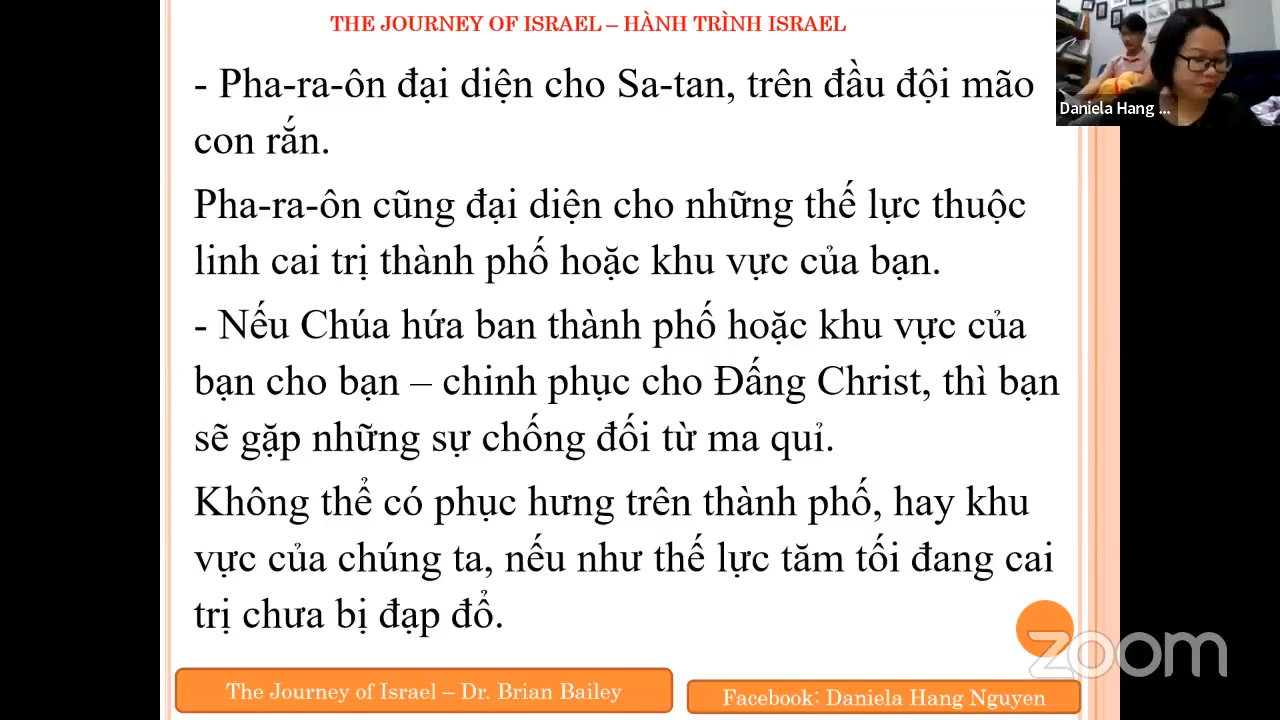 THE JOURNEY OF ISRAEL – HÀNH TRÌNH ISRAEL
- Pha-ra-ôn đại diện cho Sa-tan, trên đầu đội mão
con rắn.
Pha-ra-ôn cũng đại diện cho những thế lực thuộc
linh cai trị thành phố hoặc khu vực của bạn.
- Nếu Chúa hứa ban thành phố hoặc khu vực của
bạn cho bạn – chinh phục cho Đấng Christ, thì bạn
sẽ gặp những sự chống đối từ ma quỉ.
Không thể có phục hưng trên thành phố, hay khu
vực của chúng ta, nếu như thế lực tăm tối đang cai
trị chưa bị đạp đổ.
The Journey of Israel – Dr. Brian Bailey
Facebook: Daniela Hang Nguyen
Daniela Hang ...
zoom